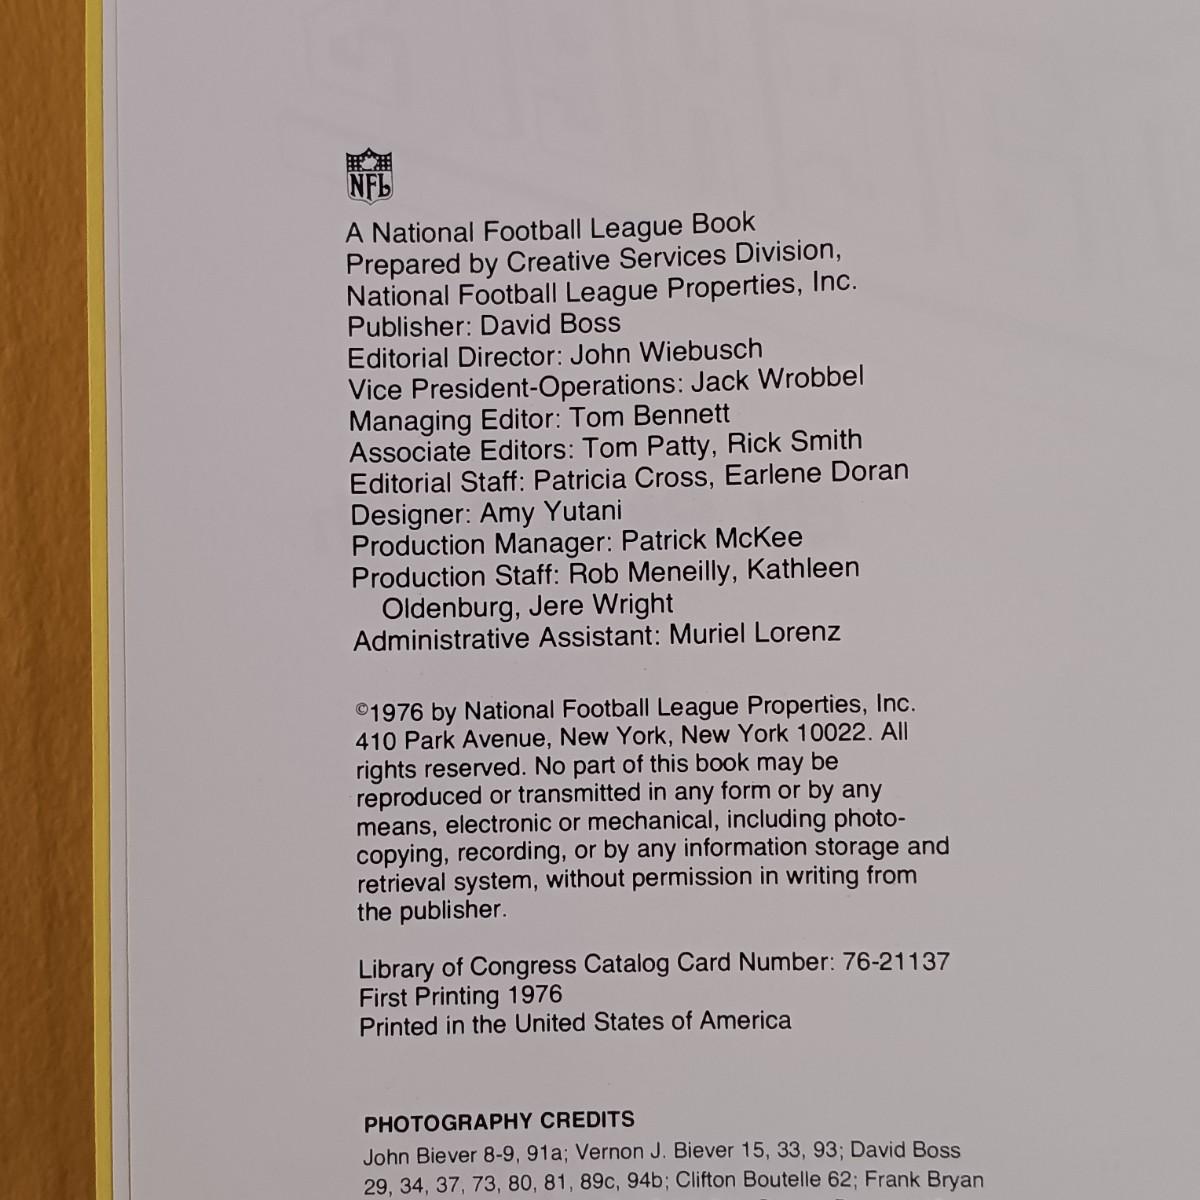 NFL
A National Football League Book
Prepared by Creative Services Division,
National Football League Properties, Inc.
Publisher: David Boss
Editorial Director: John Wiebusch
Vice President-Operations: Jack Wrobbel
Managing Editor: Tom Bennett
Associate Editors: Tom Patty, Rick Smith
Editorial Staff: Patricia Cross, Earlene Doran
Designer: Amy Yutani
Production Manager: Patrick McKee
Production Staff: Rob Meneilly, Kathleen
Oldenburg, Jere Wright
Administrative Assistant: Muriel Lorenz
©1976 by National Football League Properties, Inc.
410 Park Avenue, New York, New York 10022. All
rights reserved. No part of this book may be
reproduced or transmitted in any form or by any
means, electronic or mechanical, including photo-
copying, recording, or by any information storage and
retrieval system, without permission in writing from
the publisher.
Library of Congress Catalog Card Number: 76-21137
First Printing 1976
Printed in the United States of America
PHOTOGRAPHY CREDITS
John Biever 8-9, 91a; Vernon J. Biever 15, 33, 93; David Boss
29, 34, 37, 73, 80, 81, 89c, 94b; Clifton Boutelle 62; Frank Bryan